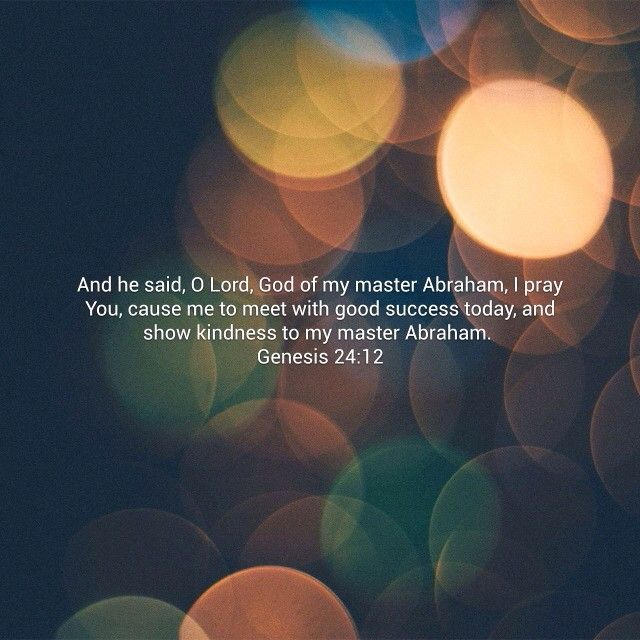 And he said, O Lord, God of my master Abraham, I pray
You, cause me to meet with good success today, and
show kindness to my master Abraham.
Genesis 24:12